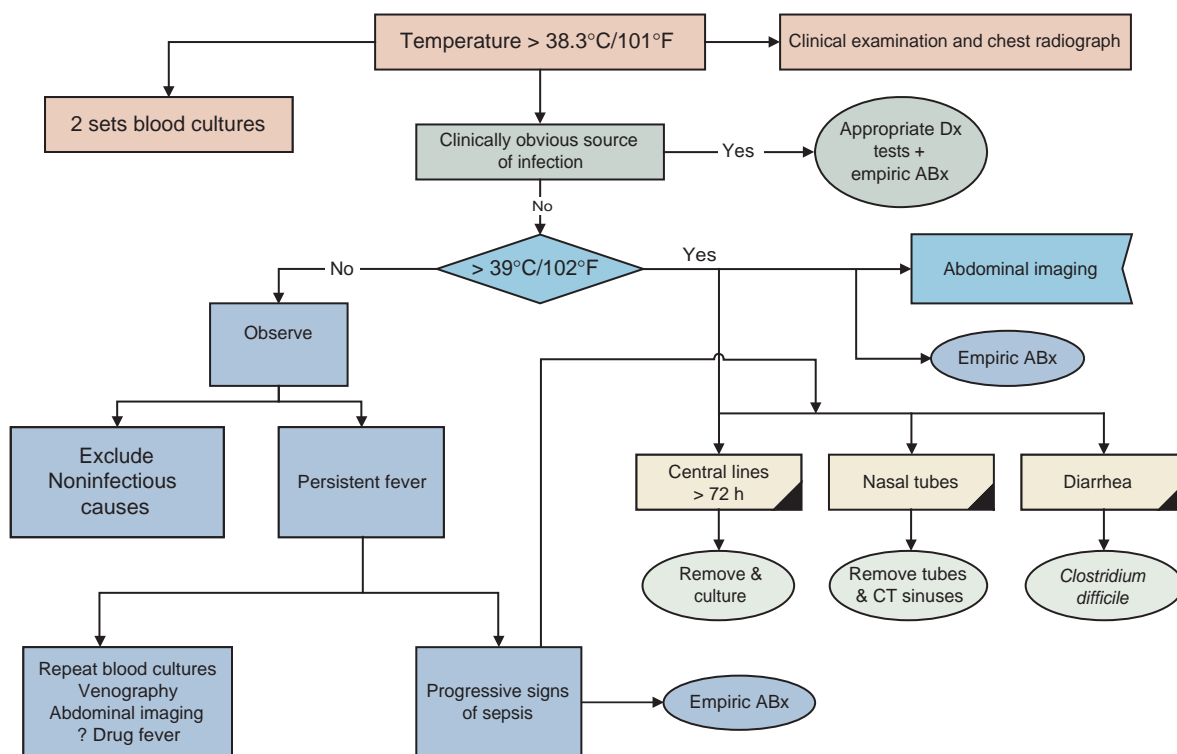 Temperature > 38.3°C/101°F
Clinical examination and chest radiograph
2 sets blood cultures
Clinically obvious source
of infection
Yes
Appropriate Dx
tests +
empiric ABx
No
> 39°C/102°F
No
Yes
Abdominal imaging
Observe
Empiric ABx
Exclude
Noninfectious
causes
Persistent fever
Central lines
> 72 h
Nasal tubes
Diarrhea
Remove &
culture
Remove tubes
& CT sinuses
Clostridium
difficile
Repeat blood cultures
Venography
Abdominal imaging
? Drug fever
Progressive signs
of sepsis
Empiric ABx